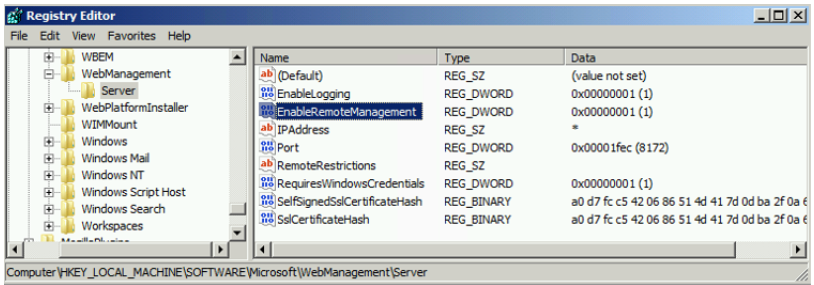 Registry Editor
File Edit View Favorites Help
WBEM
WebManagement
Server
WebPlatformInstaller
WIMMount
Windows
Windows Mail
Windows NT
Windows Script Host
Windows Search
Workspaces
Name Type Data
(Default) REG_SZ (value not set)
EnableLogging REG_DWORD 0x00000001 (1)
EnableRemoteManagement REG_DWORD 0x00000001 (1)
IPAddress REG_SZ *
Port REG_DWORD 0x00001fec (8172)
RemoteRestrictions REG_SZ
RequiresWindowsCredentials REG_DWORD 0x00000001 (1)
SelfSignedSslCertificateHash REG_BINARY a0 d7 fc c5 42 06 86 51 4d 41 7d 0d ba 2f 0a
SslCertificateHash REG_BINARY a0 d7 fc c5 42 06 86 51 4d 41 7d 0d ba 2f 0a
Computer\HKEY_LOCAL_MACHINE\SOFTWARE\Microsoft\WebManagement\Server